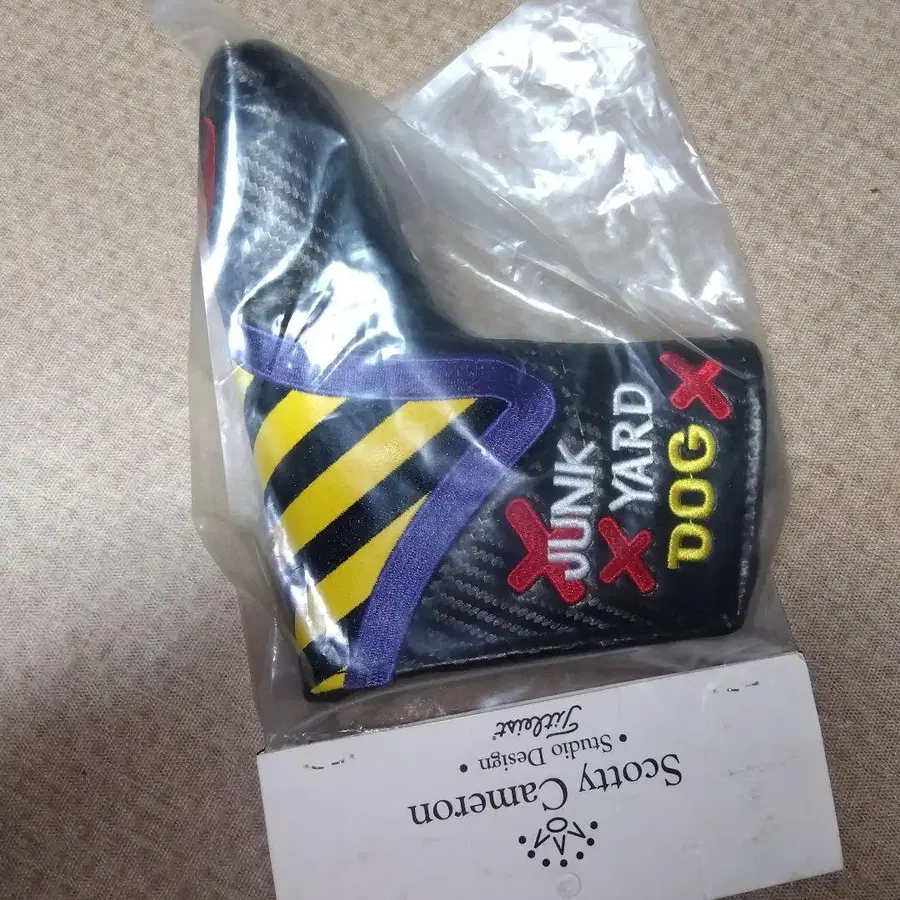 JUNK
YARD
DOG
Scotty Cameron
• Studio Design •
Titleist